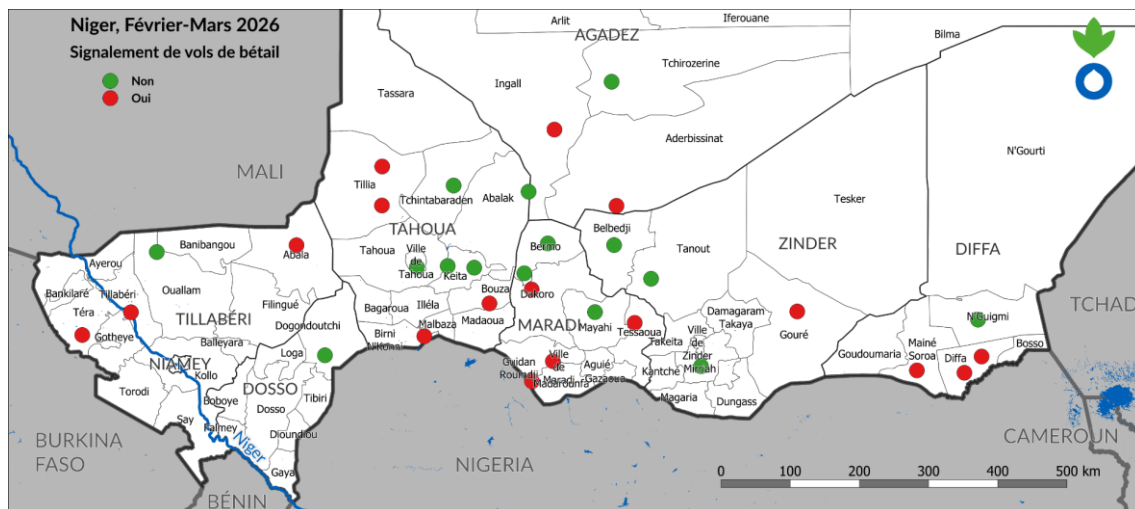 Niger, Février-Mars 2026
Signalement de vols de bétail
Non
Oui
Arlit
Iferouane
AGADEZ
Bilma
Tchirozerine
Ingall
Tassara
Aderbissinat
N'Gourti
MALI
Tillia
Tchintabaraden
Abalak
Tesker
TAHOUA
Belbedji
Tanout
ZINDER
DIFFA
Banibangou
Abala
Tahoua
Ville
de
Tahoua
Keita
Bermo
Ayerou
Ouallam
Bankilaré
Tillabéri
Téra
Filingué
Bagaroua
Illéla
Bouza
Dakoro
TCHAD
Gotheye
TILLABÉRI
Dogondoutchi
Birni
N'Konni
Malbaza
Madaoua
MARADI
Mayahi
Tessaoua
Takeita
Damagaram
Takaya
Ville
de
Zinder
Mirriah
Gouré
N'Guigmi
Goudoumaria
Mainé
Soroa
Diffa
Bosso
Balleyara
NIAMEY
Kollo
Loga
Guidan
Roumdji
Ville
de
Maradi
Madarounfa
Aguié
Gazaoua
Kantché
Magaria
Dungass
Torodi
Boboye
DOSSO
Tibiri
Say
Falmey
Dosso
Dioundiou
Gaya
Niger
BURKINA
FASO
BÉNIN
NIGERIA
CAMEROUN
0 100 200 300 400 500 km